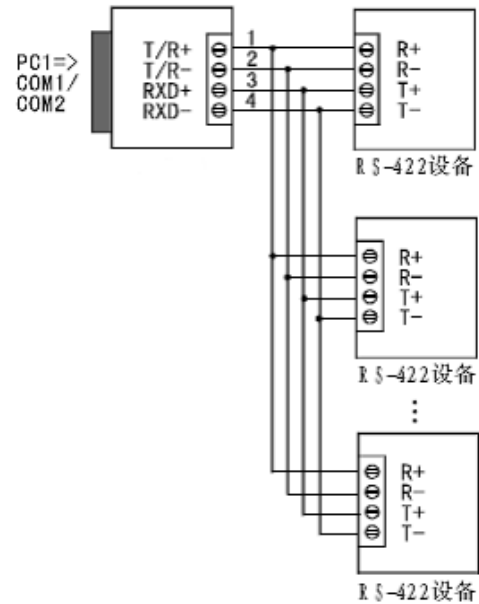 PC1=>
COM1/
COM2
T/R+
T/R-
RXD+
RXD-
1
2
3
4
R+
R-
T+
T-
RS-422设备
R+
R-
T+
T-
RS-422设备
⋮
R+
R-
T+
T-
RS-422设备